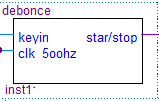 debonce
keyin star/stop
clk 5oohz
inst1